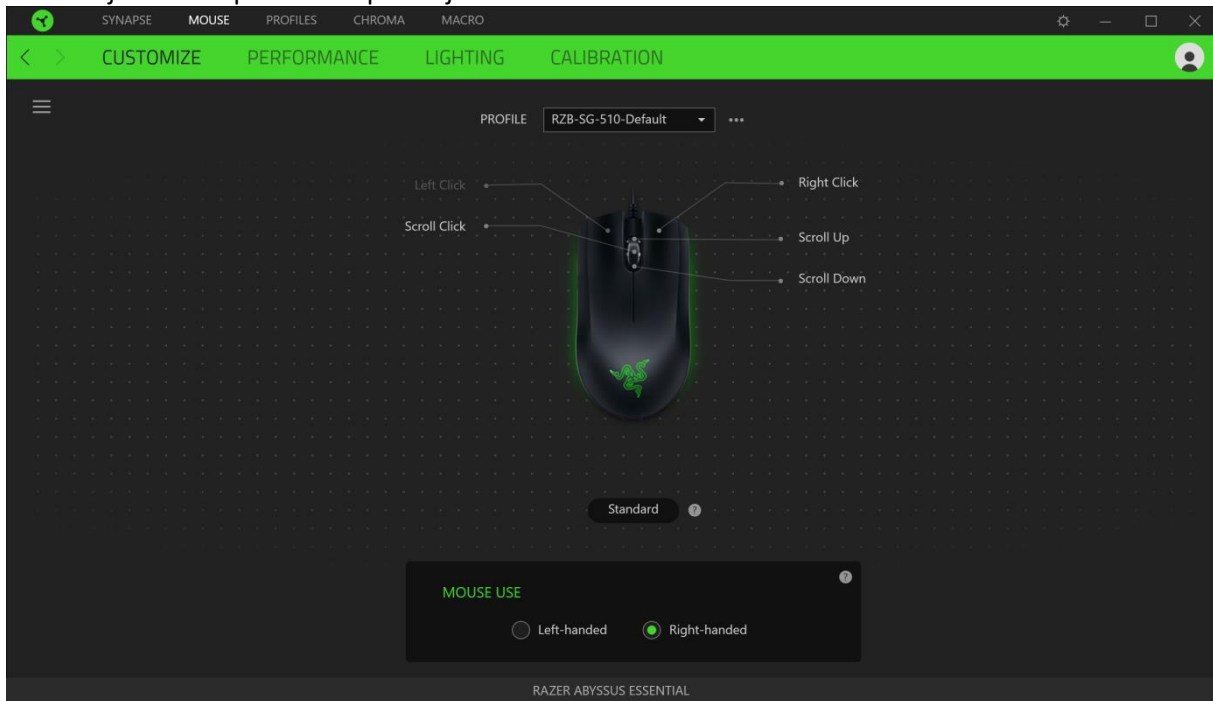 SYNAPSE MOUSE PROFILES CHROMA MACRO
CUSTOMIZE PERFORMANCE LIGHTING CALIBRATION
PROFILE RZB-SG-510-Default
Left Click
Right Click
Scroll Click
Scroll Up
Scroll Down
Standard ?
?
MOUSE USE
Left-handed Right-handed
RAZER ABYSSUS ESSENTIAL